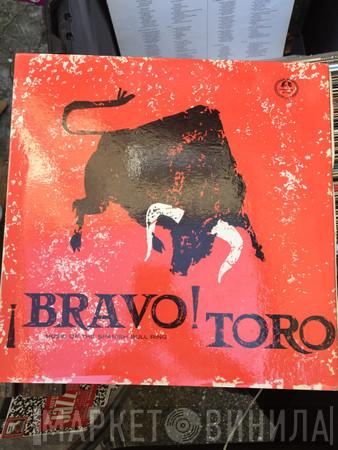 ¡BRAVO! TORO
MUSIC OF THE SPANISH BULL RING
МАРКЕТ ВИНИЛА